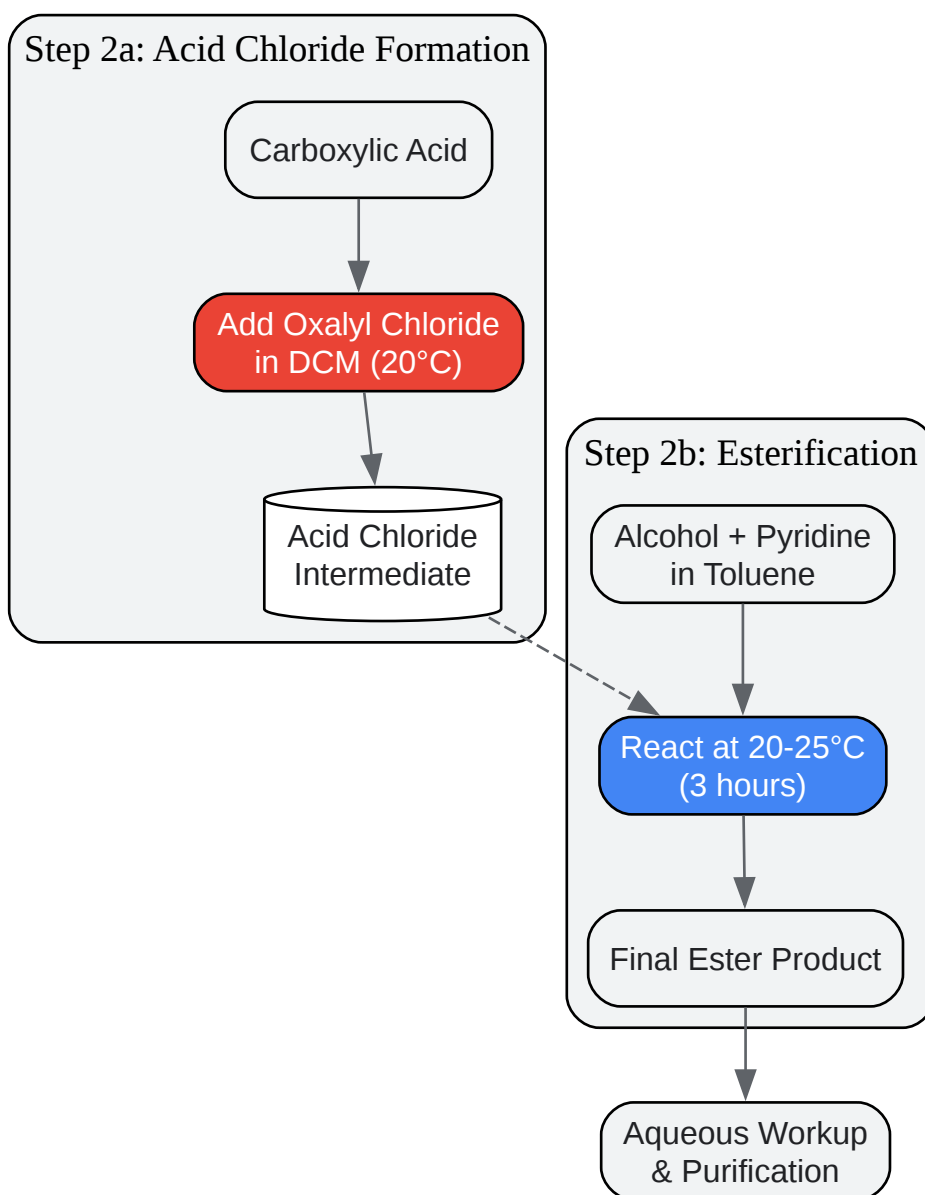 Step 2a: Acid Chloride Formation
Carboxylic Acid
Add Oxalyl Chloride
in DCM (20°C)
Acid Chloride
Intermediate
Step 2b: Esterification
Alcohol + Pyridine
in Toluene
React at 20-25°C
(3 hours)
Final Ester Product
Aqueous Workup
& Purification